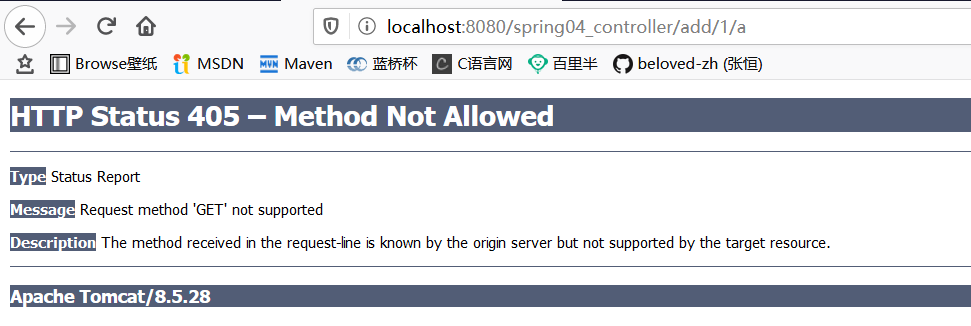 localhost:8080/spring04_controller/add/1/a
Browse壁纸 MSDN Maven 蓝桥杯 C语言网 百里半 beloved-zh (张恒)
HTTP Status 405 – Method Not Allowed
Type Status Report
Message Request method 'GET' not supported
Description The method received in the request-line is known by the origin server but not supported by the target resource.
Apache Tomcat/8.5.28